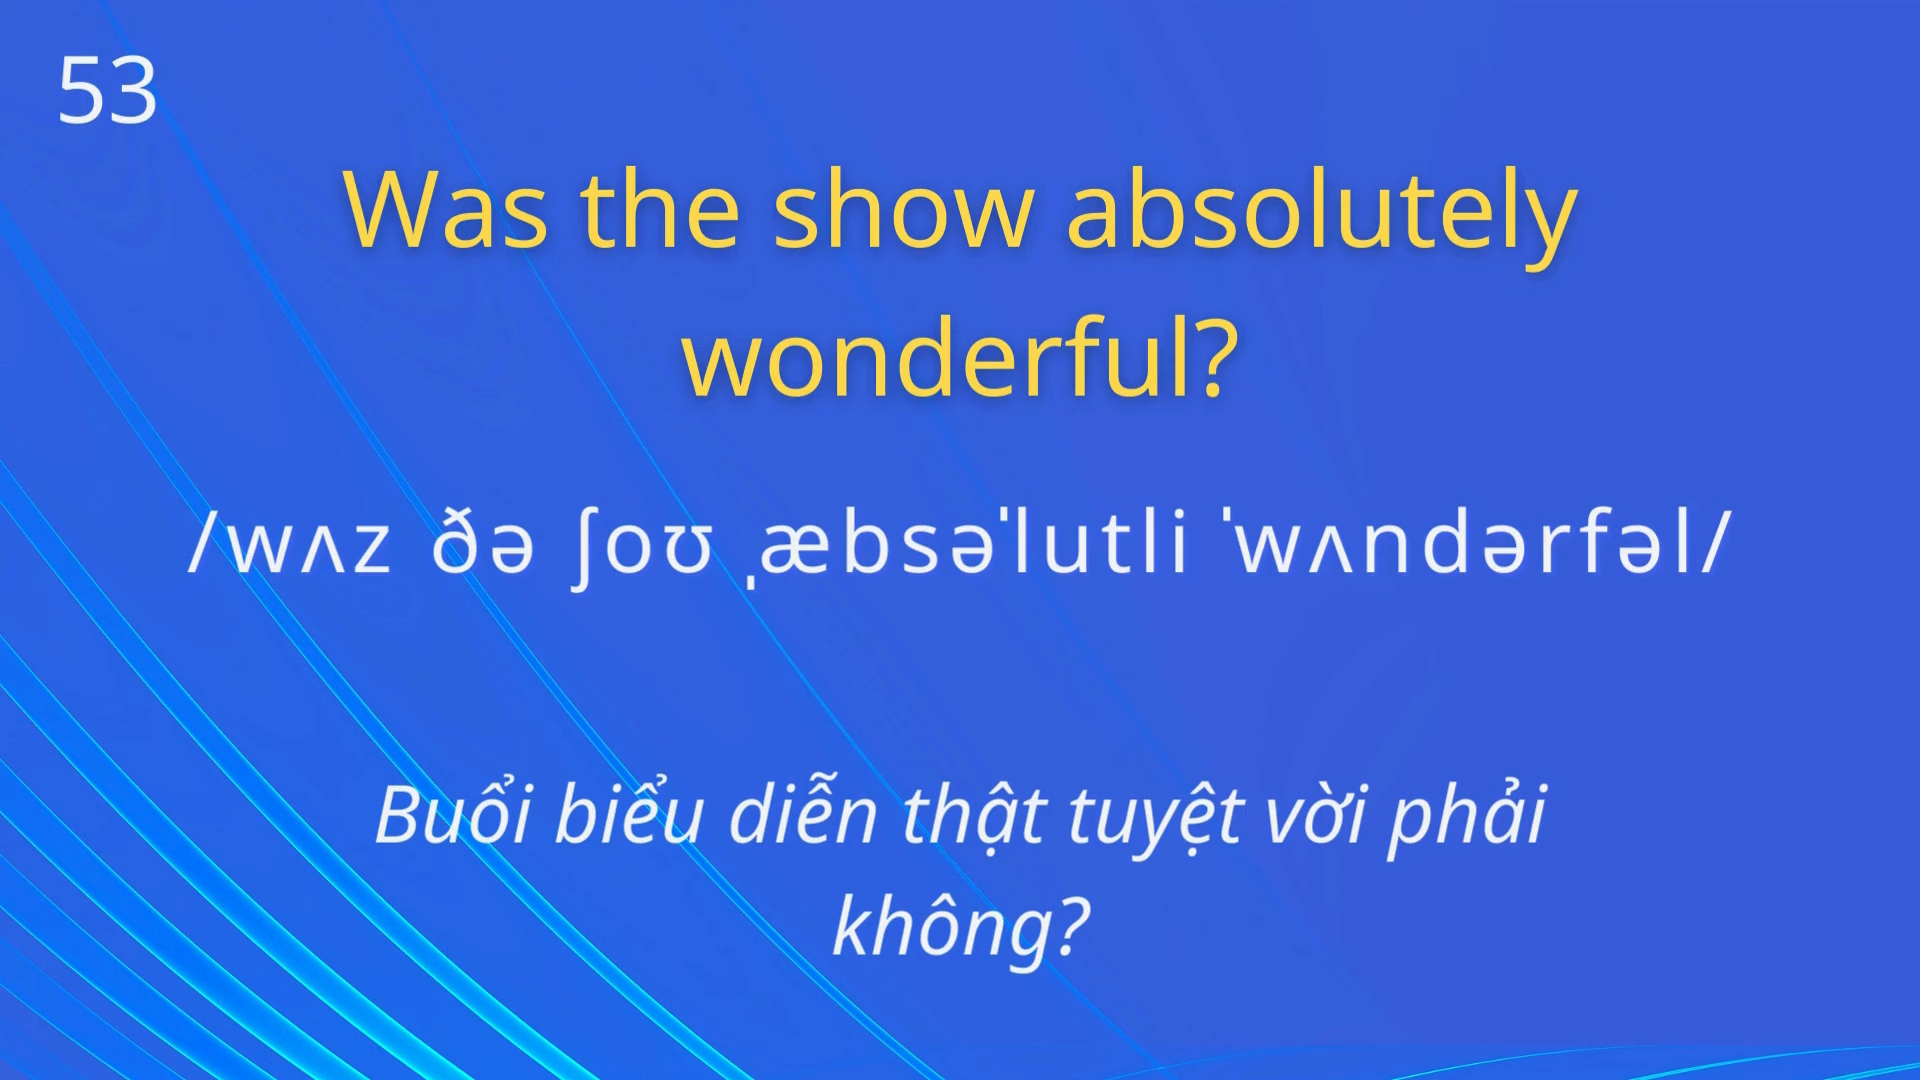 53
Was the show absolutely
wonderful?
/wʌz ðə ʃoʊ ˌæbsəˈlutli ˈwʌndərfəl/
Buổi biểu diễn thật tuyệt vời phải
không?